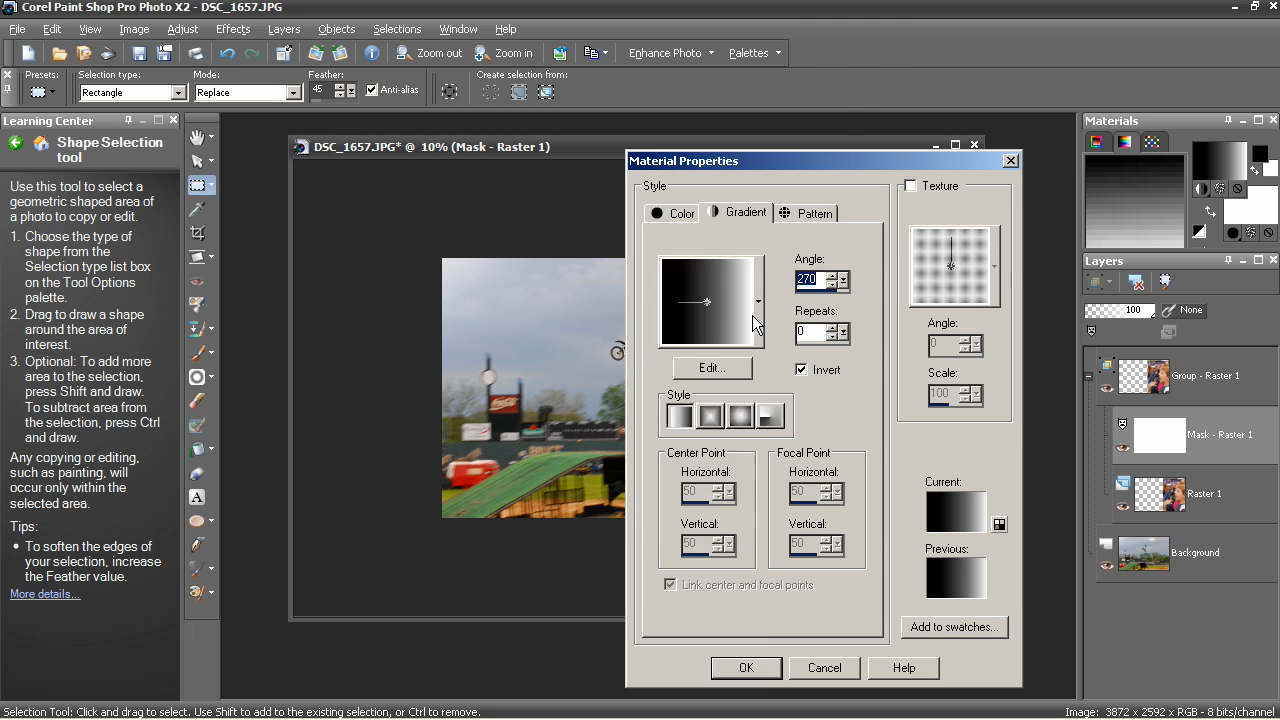 Corel Paint Shop Pro Photo X2 - DSC_1657.JPG
File Edit View Image Adjust Effects Layers Objects Selections Window Help
Zoom out Zoom in Enhance Photo Palettes
Presets: Selection type: Mode: Feather: Create selection from:
Rectangle Replace 45 Anti-alias
Learning Center
Shape Selection
tool
Use this tool to select a
geometric shaped area of
a photo to copy or edit.
1. Choose the type of
shape from the
Selection type list box
on the Tool Options
palette.
2. Drag to draw a shape
around the area of
interest.
3. Optional: To add more
area to the selection,
press Shift and draw.
To subtract area from
the selection, press Ctrl
and draw.
Any copying or editing,
such as painting, will
occur only within the
selected area.
Tips:
• To soften the edges of
your selection, increase
the Feather value.
More details...
DSC_1657.JPG* @ 10% (Mask - Raster 1)
Material Properties
Style
Color Gradient Pattern
Angle:
270
Repeats:
0
Edit...
Invert
Style
Center Point
Horizontal:
50
Vertical:
50
Focal Point
Horizontal:
50
Vertical:
50
Link center and focal points
Texture
Angle:
0
Scale:
100
Current:
Previous:
Add to swatches...
OK Cancel Help
Materials
Layers
100 None
Group - Raster 1
Mask - Raster 1
Raster 1
Background
Selection Tool: Click and drag to select. Use Shift to add to the existing selection, or Ctrl to remove.
Image: 3872 x 2592 x RGB - 8 bits/channel